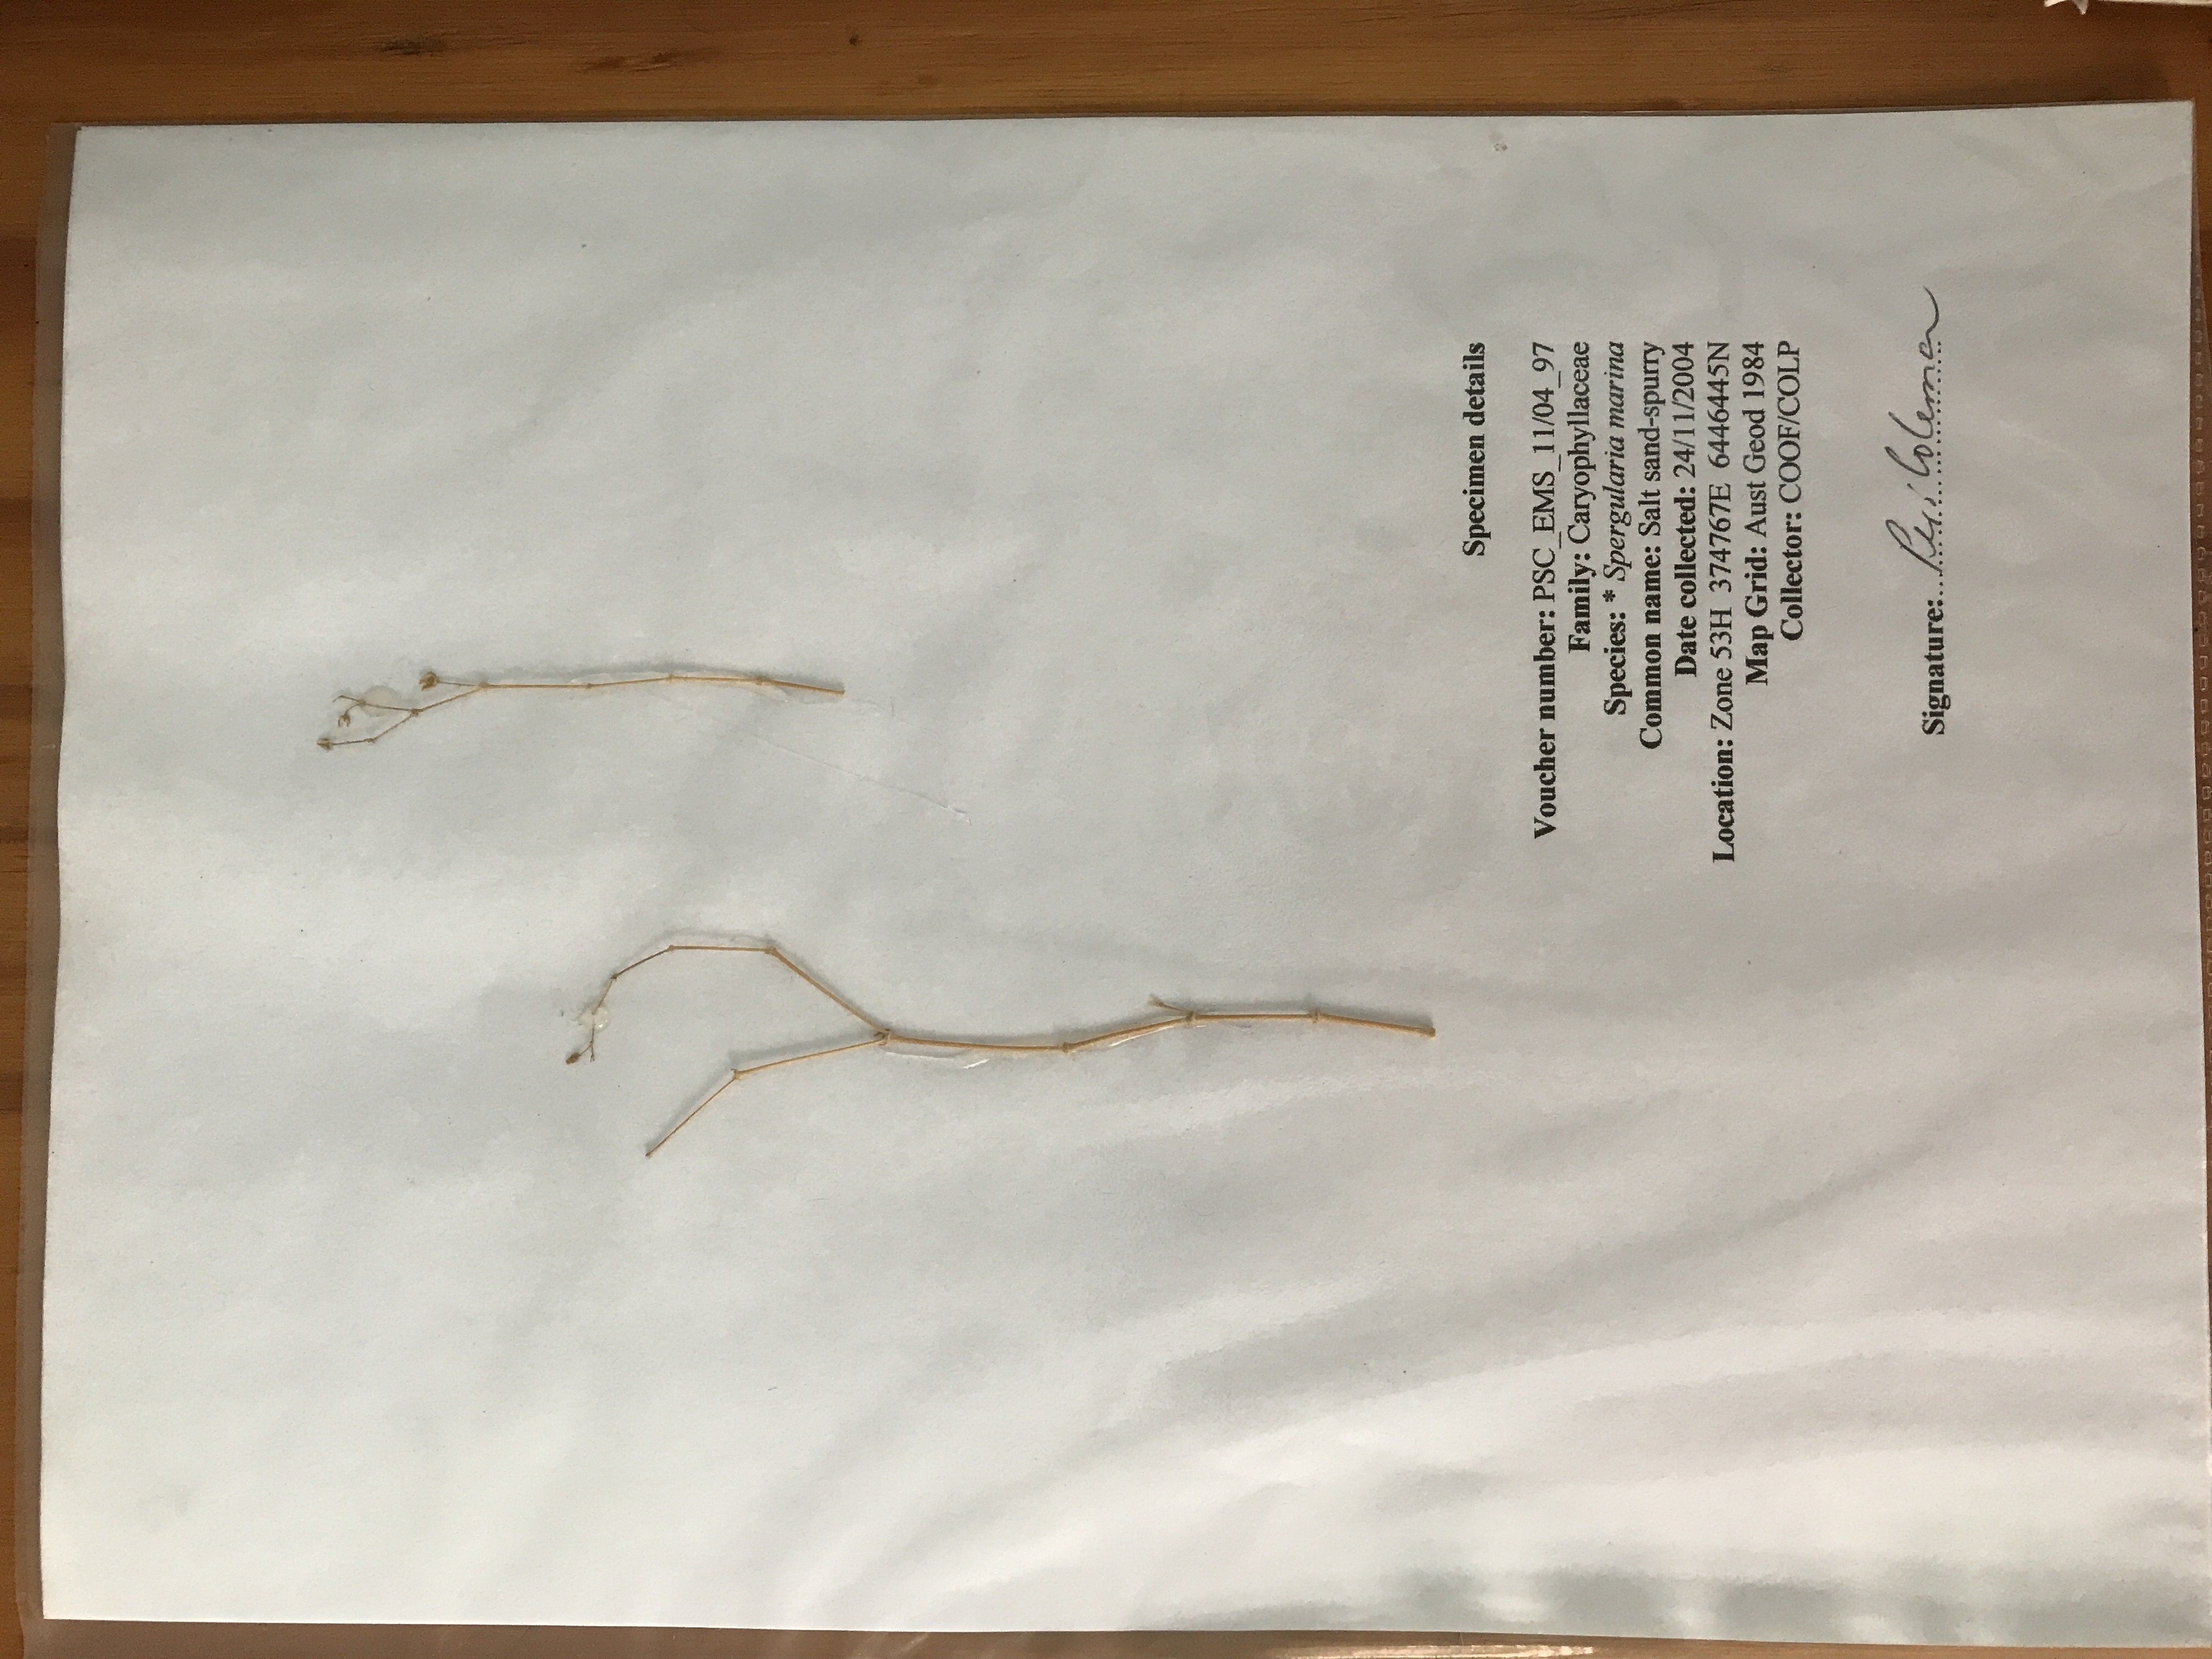 Specimen details
Voucher number: PSC_EMS_11/04_97
Family: Caryophyllaceae
Species: * Spergularia marina
Common name: Salt sand-spurry
Date collected: 24/11/2004
Location: Zone 53H 374767E 6446445N
Map Grid: Aust Geod 1984
Collector: COOF/COLP
Signature: Peri Coleman